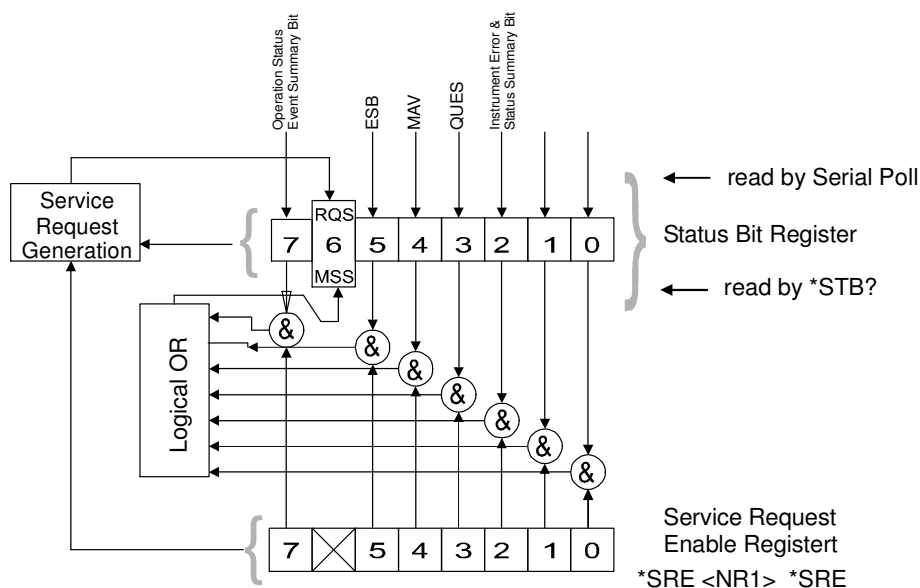 Operation Status
Event Summary Bit
ESB
MAV
QUES
Instrument Error &
Status Summary Bit
read by Serial Poll
Service
Request
Generation
RQS
7 6 5 4 3 2 1 0
MSS
Status Bit Register
read by *STB?
Logical OR
&
&
&
&
&
&
&
7 5 4 3 2 1 0
Service Request
Enable Registert
*SRE <NR1> *SRE